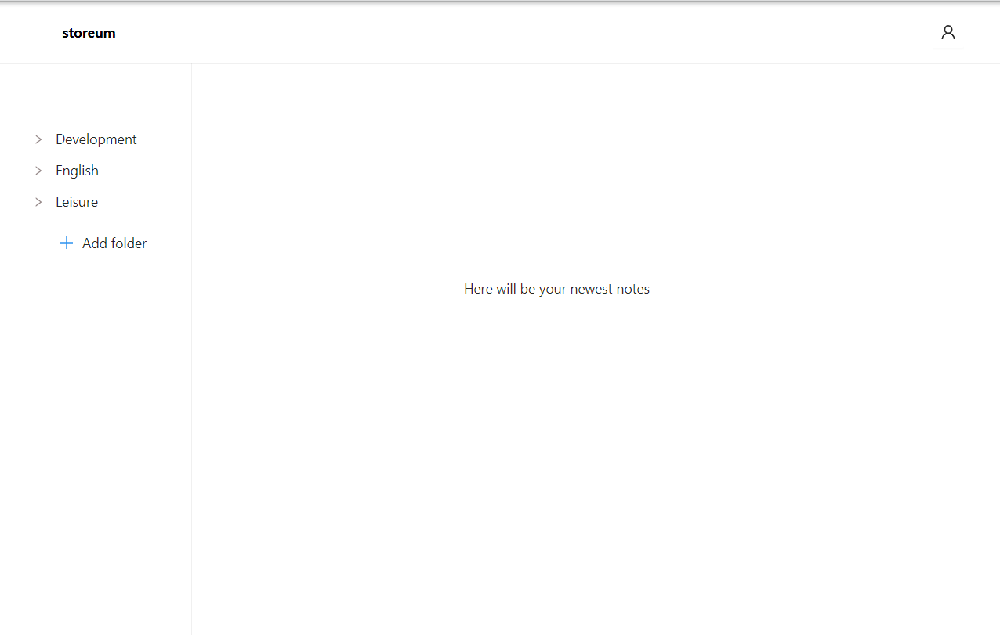 storeum
Development
English
Leisure
Add folder
Here will be your newest notes